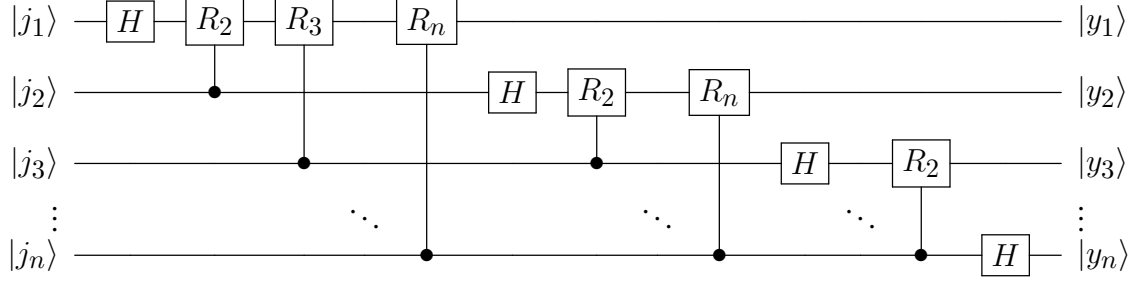 |j₁⟩ H R₂ R₃ Rₙ |y₁⟩
|j₂⟩ H R₂ Rₙ |y₂⟩
|j₃⟩ H R₂ |y₃⟩
⋮ ⋱ ⋱ ⋱ ⋮
|jₙ⟩ H |yₙ⟩